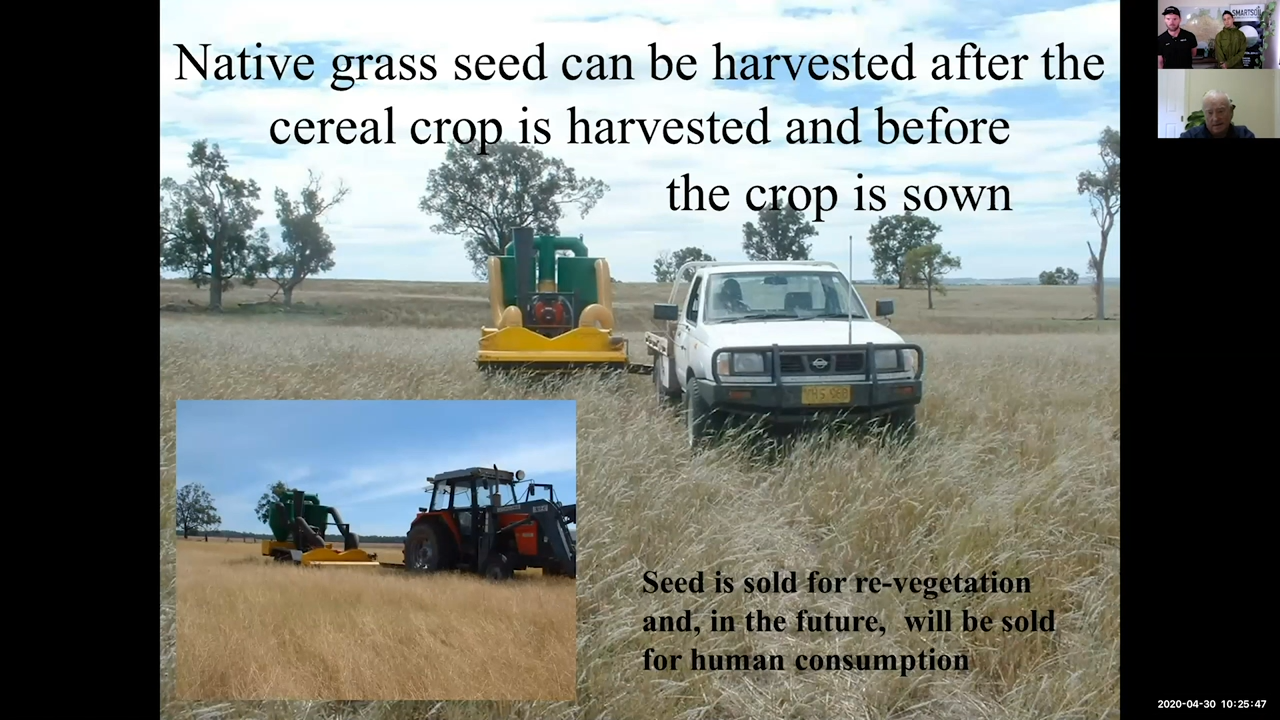 Native grass seed can be harvested after the
cereal crop is harvested and before
the crop is sown
Seed is sold for re-vegetation
and, in the future,  will be sold
for human consumption
SMARTSOIL
2020-04-30 10:25:47